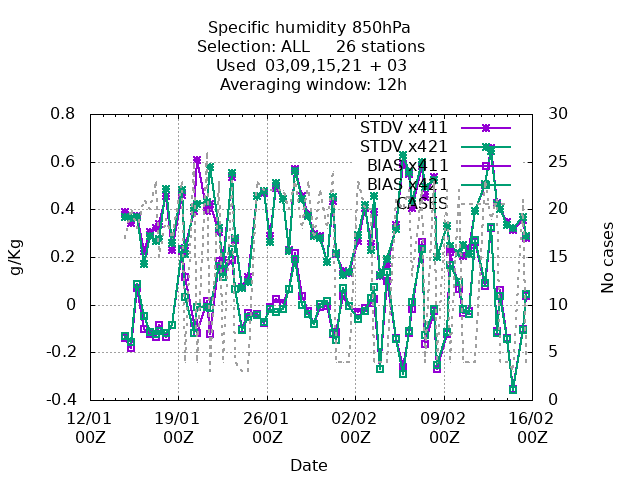 Specific humidity 850hPa
Selection: ALL 26 stations
Used 03,09,15,21 + 03
Averaging window: 12h
0.8
0.6
0.4
0.2
0
-0.2
-0.4
g/Kg
30
25
20
15
10
5
0
No cases
STDV x411
STDV x421
BIAS x411
BIAS x421
CASES
12/01 19/01 26/01 02/02 09/02 16/02
00Z 00Z 00Z 00Z 00Z 00Z
Date